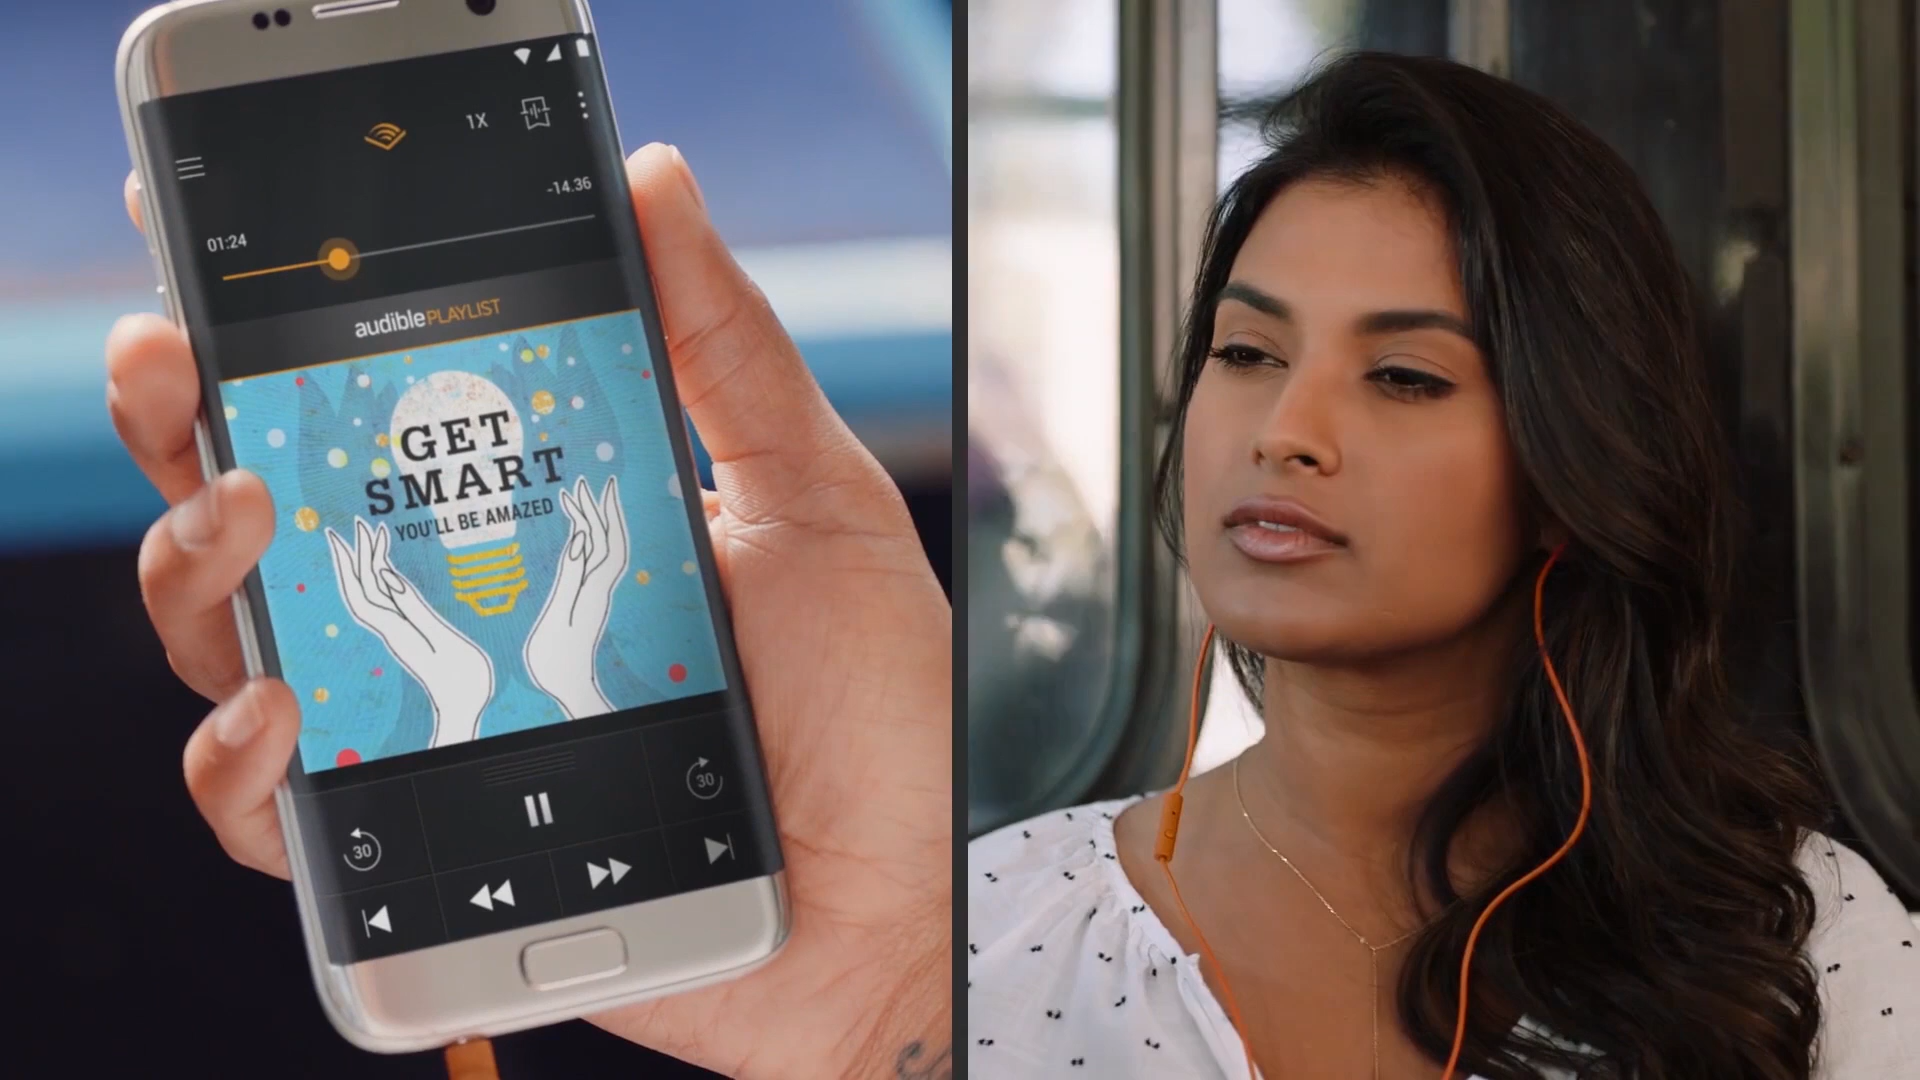 1X
-14.36
01:24
audiblePLAYLIST
GET
SMART
YOU'LL BE AMAZED
30
30